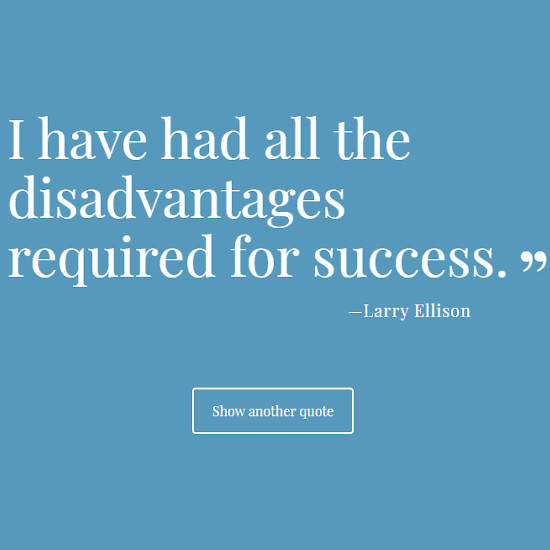 I have had all the
disadvantages
required for success. ”
—Larry Ellison
Show another quote